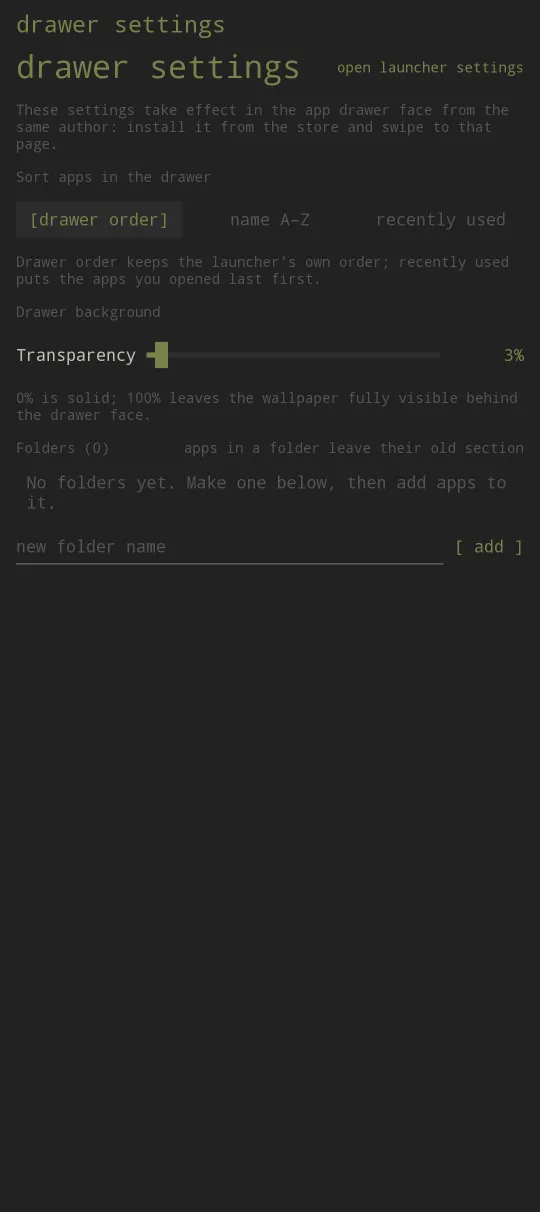 drawer settings
drawer settings
open launcher settings
These settings take effect in the app drawer face from the
same author: install it from the store and swipe to that
page.
Sort apps in the drawer
[drawer order]
name A–Z
recently used
Drawer order keeps the launcher's own order; recently used
puts the apps you opened last first.
Drawer background
Transparency
3%
0% is solid; 100% leaves the wallpaper fully visible behind
the drawer face.
Folders (0)
apps in a folder leave their old section
No folders yet. Make one below, then add apps to
it.
new folder name
[ add ]